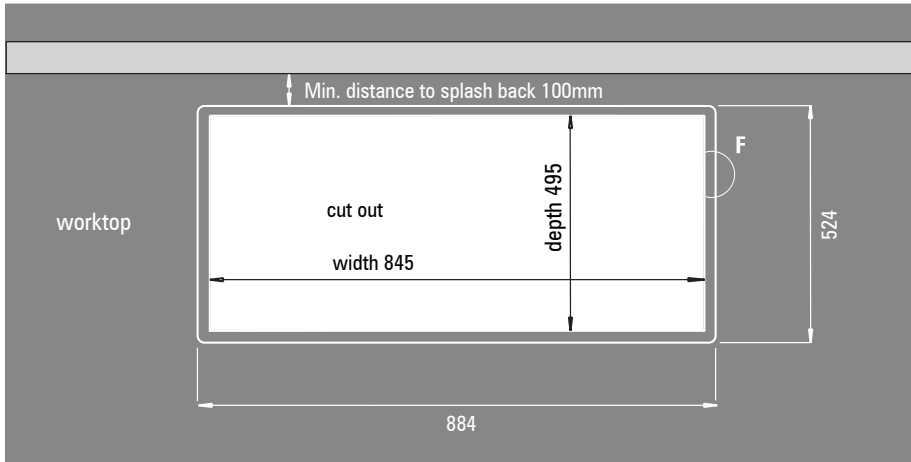 Min. distance to splash back 100mm
F
depth 495
524
cut out
worktop
width 845
884